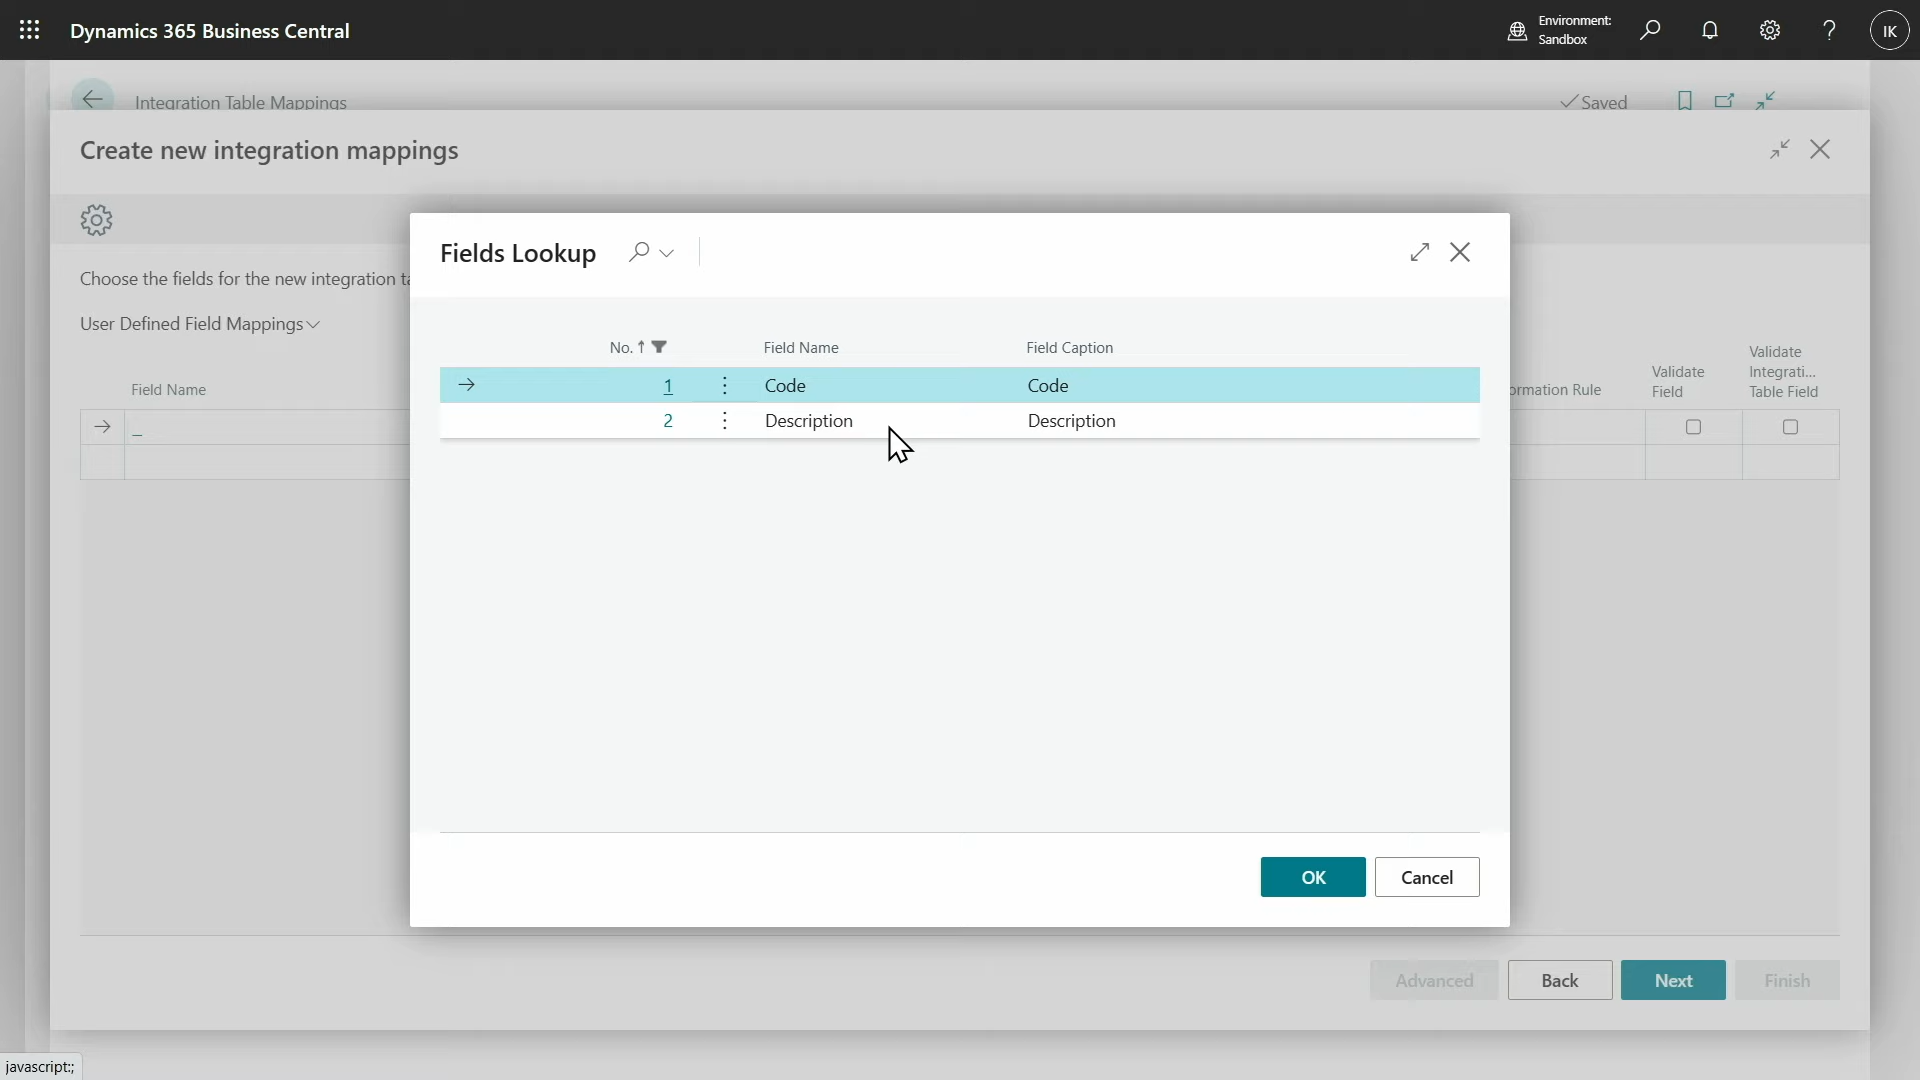 Dynamics 365 Business Central
Environment:
Sandbox
?
IK
Integration Table Mappings
Saved
Create new integration mappings
Fields Lookup
Choose the fields for the new integration
User Defined Field Mappings
No. ↑
Field Name
Field Caption
1
Code
Code
2
Description
Description
Field Name
Rule
Validate
Field
Validate
Integrati...
Table Field
_
OK
Cancel
Advanced
Back
Next
Finish
javascript:;